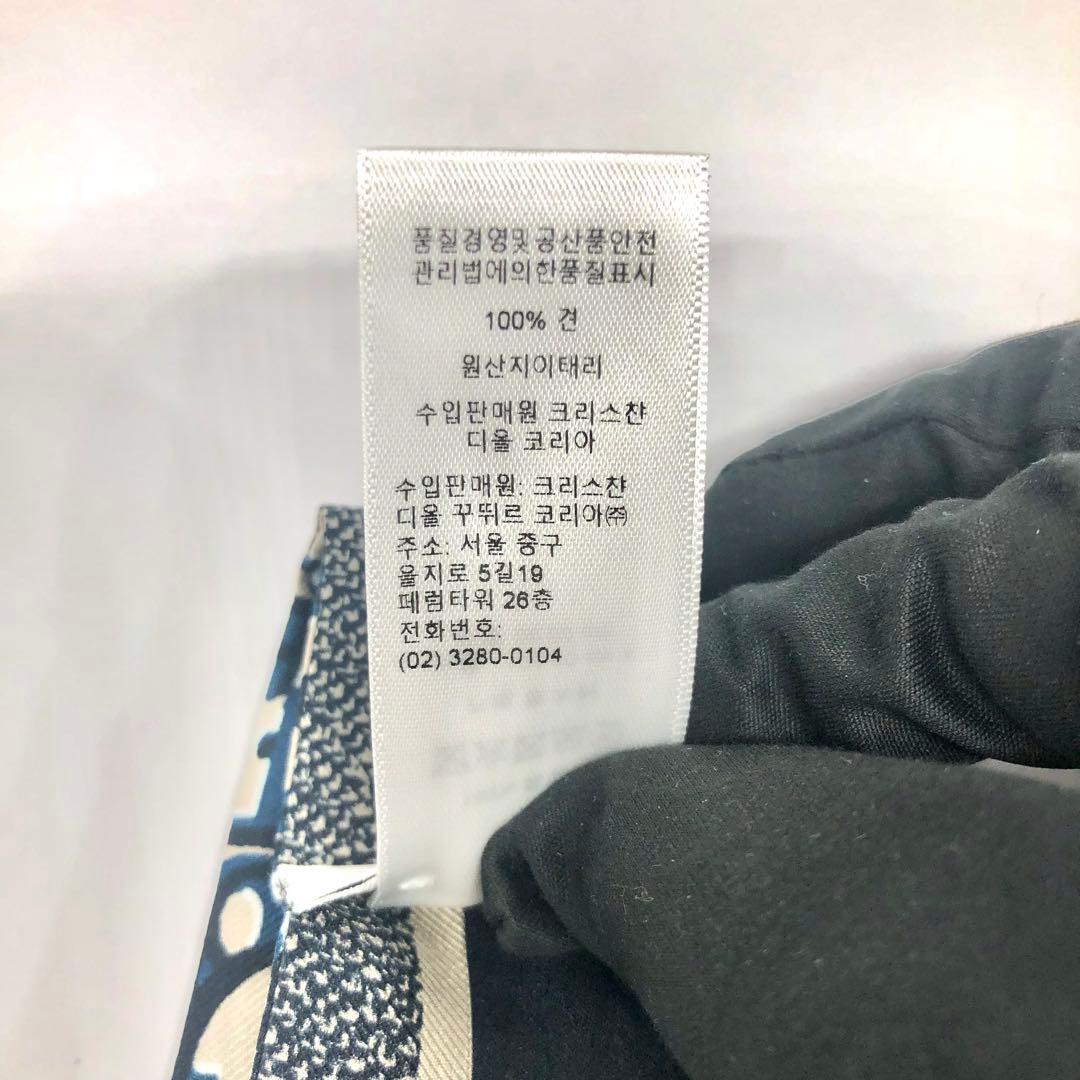 품질경영및공산품안전
관리법에의한품질표시
100% 견
원산지이태리
수입판매원 크리스챤
디올 코리아
수입판매원: 크리스챤
디올 꾸뛰르 코리아㈜
주소: 서울 중구
을지로 5길19
페럼타워 26층
전화번호:
(02) 3280-0104